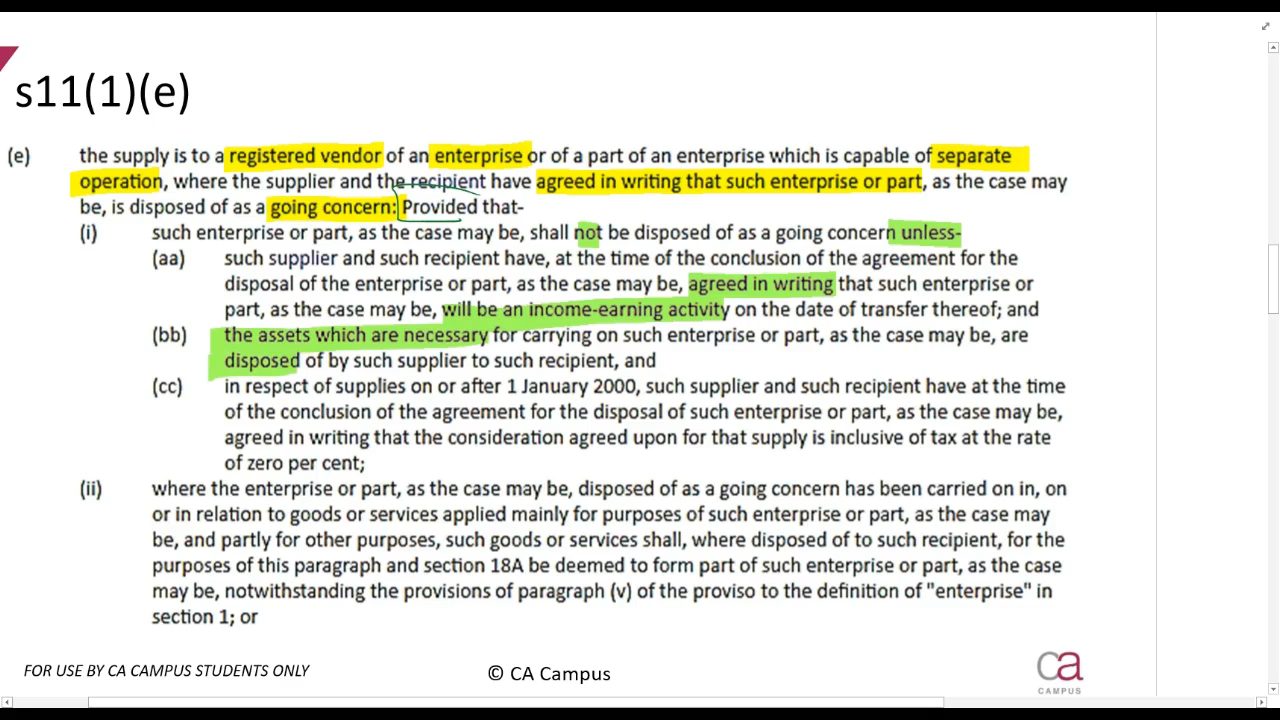 s11(1)(e)
(e) the supply is to a registered vendor of an enterprise or of a part of an enterprise which is capable of separate
operation, where the supplier and the recipient have agreed in writing that such enterprise or part, as the case may
be, is disposed of as a going concern: Provided that-
(i) such enterprise or part, as the case may be, shall not be disposed of as a going concern unless-
(aa) such supplier and such recipient have, at the time of the conclusion of the agreement for the
disposal of the enterprise or part, as the case may be, agreed in writing that such enterprise or
part, as the case may be, will be an income-earning activity on the date of transfer thereof; and
(bb) the assets which are necessary for carrying on such enterprise or part, as the case may be, are
disposed of by such supplier to such recipient, and
(cc) in respect of supplies on or after 1 January 2000, such supplier and such recipient have at the time
of the conclusion of the agreement for the disposal of such enterprise or part, as the case may be,
agreed in writing that the consideration agreed upon for that supply is inclusive of tax at the rate
of zero per cent;
(ii) where the enterprise or part, as the case may be, disposed of as a going concern has been carried on in, on
or in relation to goods or services applied mainly for purposes of such enterprise or part, as the case may
be, and partly for other purposes, such goods or services shall, where disposed of to such recipient, for the
purposes of this paragraph and section 18A be deemed to form part of such enterprise or part, as the case
may be, notwithstanding the provisions of paragraph (v) of the proviso to the definition of "enterprise" in
section 1; or
FOR USE BY CA CAMPUS STUDENTS ONLY
© CA Campus
ca
CAMPUS